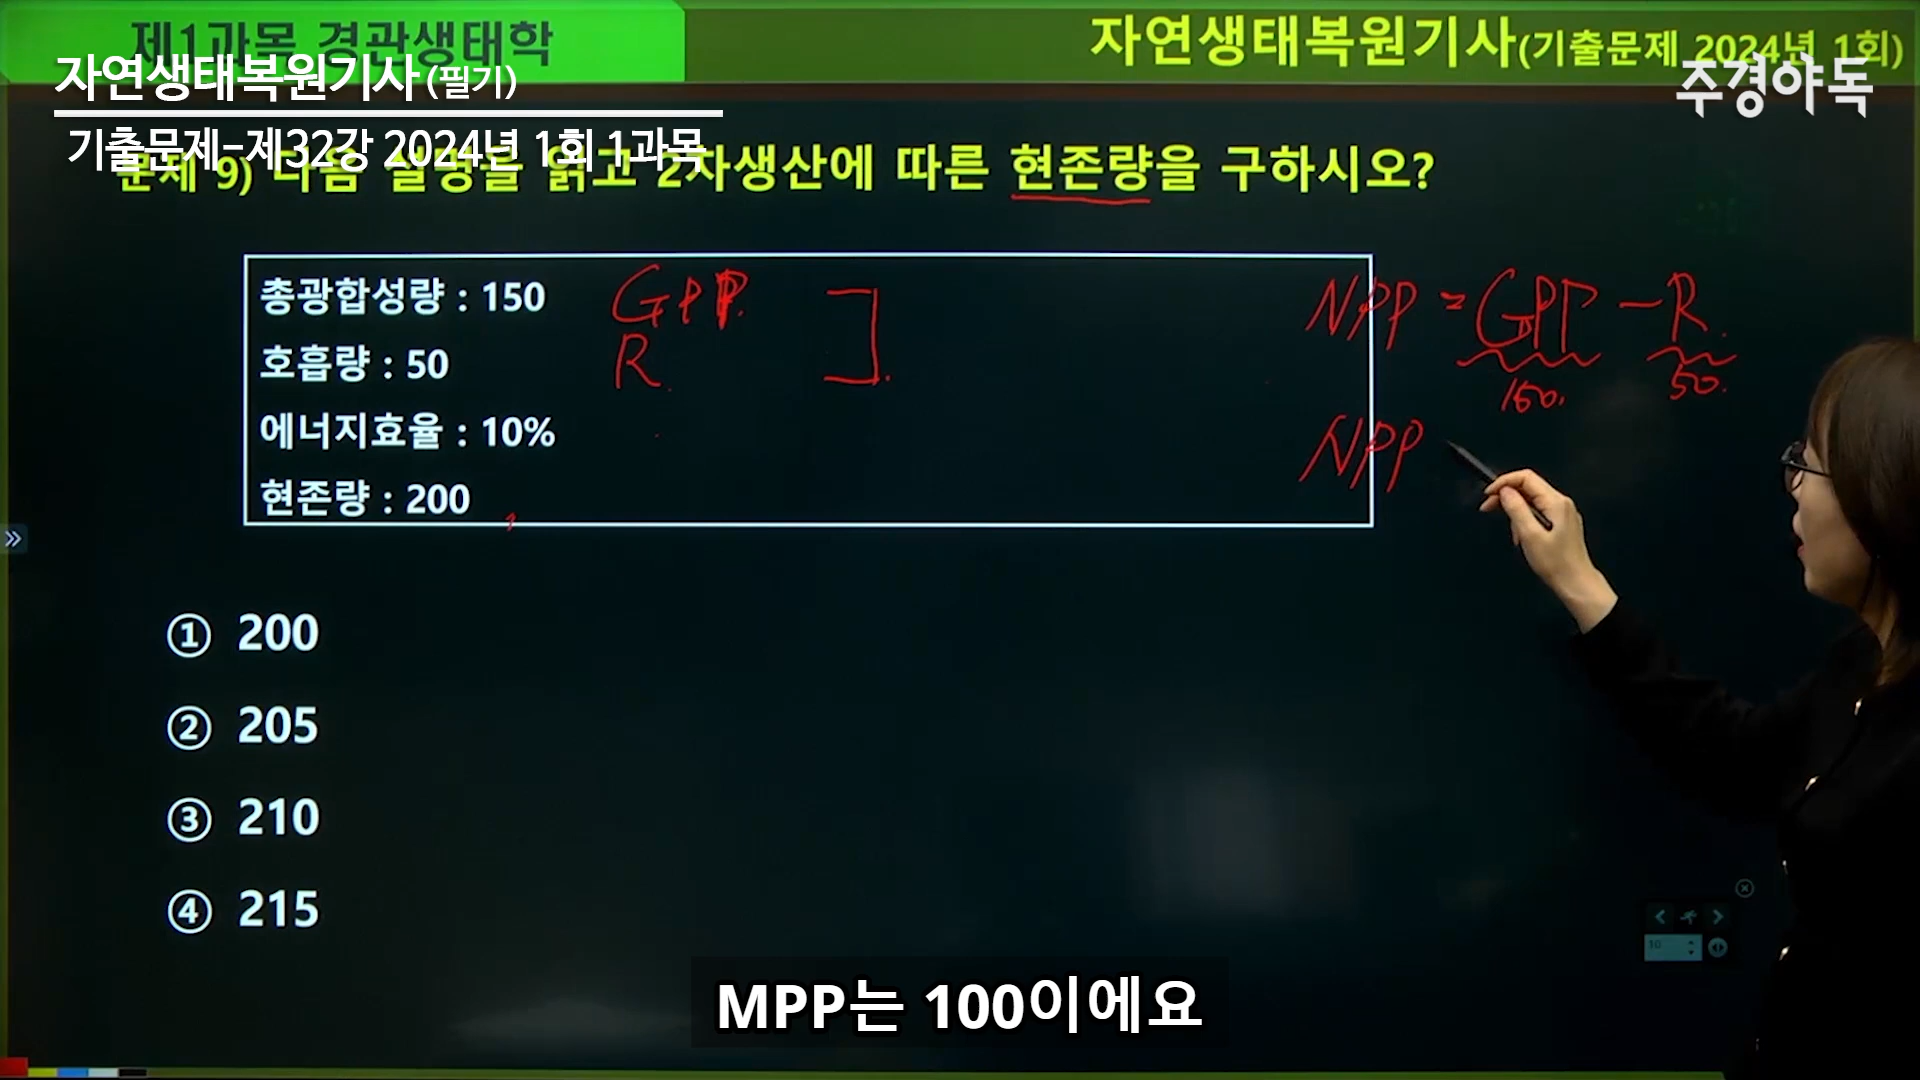 제1과목 경관생태학
자연생태복원기사(기출문제 2024년 1회)
자연생태복원기사(필기)
주경야독
기출문제-제32강 2024년 1회 1과목
문제 9) 다음 설명을 읽고 2차생산에 따른 현존량을 구하시오?
총광합성량 : 150 GPP
호흡량 : 50 R
에너지효율 : 10%
현존량 : 200
NPP = GPP - R
150. 50.
NPP
① 200
② 205
③ 210
④ 215
10
MPP는 100이에요